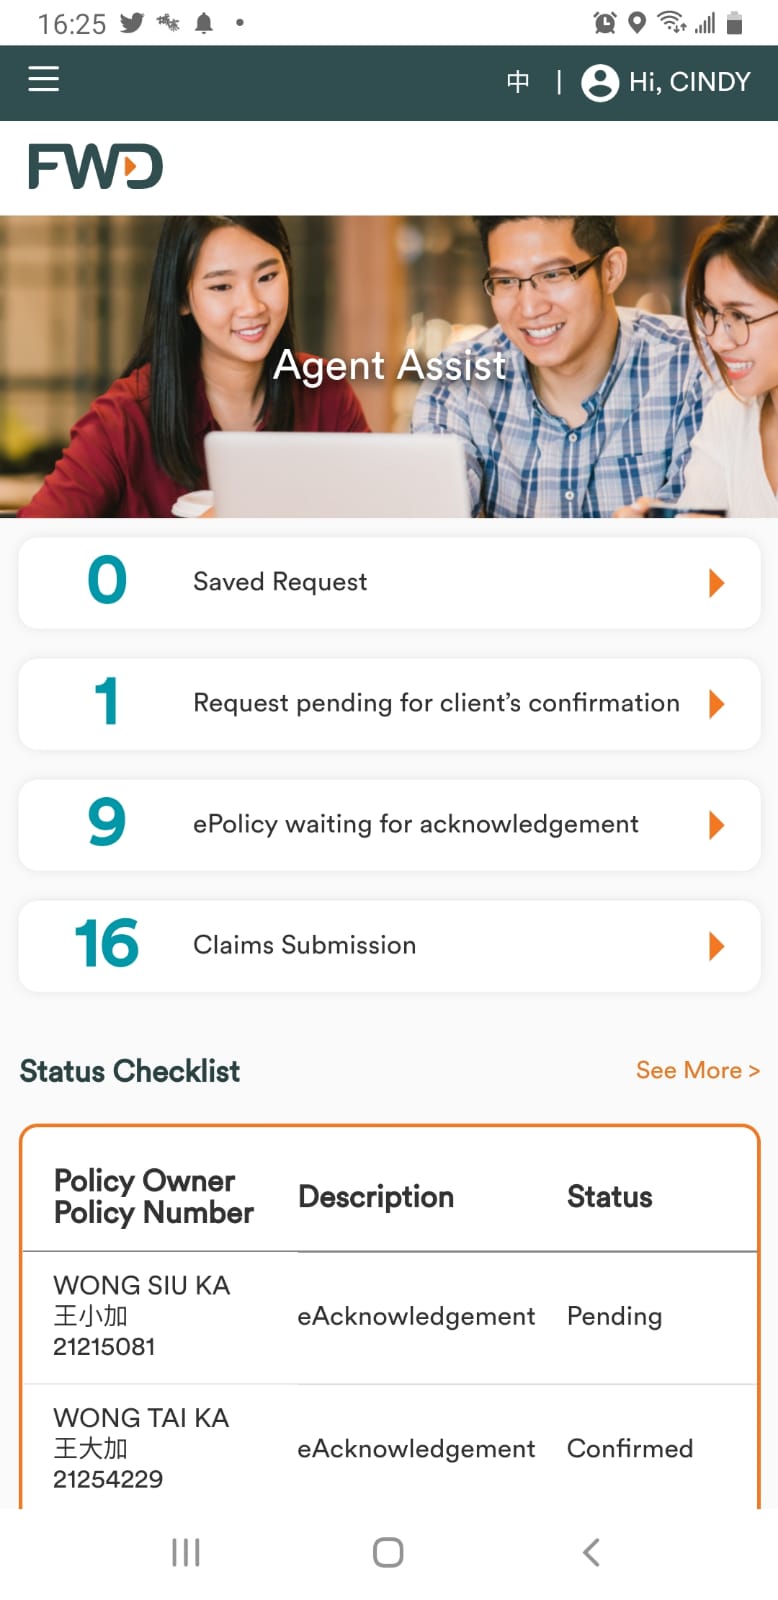 16:25
中 | Hi, CINDY
FWD
Agent Assist
0 Saved Request
1 Request pending for client’s confirmation
9 ePolicy waiting for acknowledgement
16 Claims Submission
Status Checklist See More >
Policy Owner
Policy Number Description Status
WONG SIU KA
王小加
21215081
eAcknowledgement Pending
WONG TAI KA
王大加
21254229
eAcknowledgement Confirmed